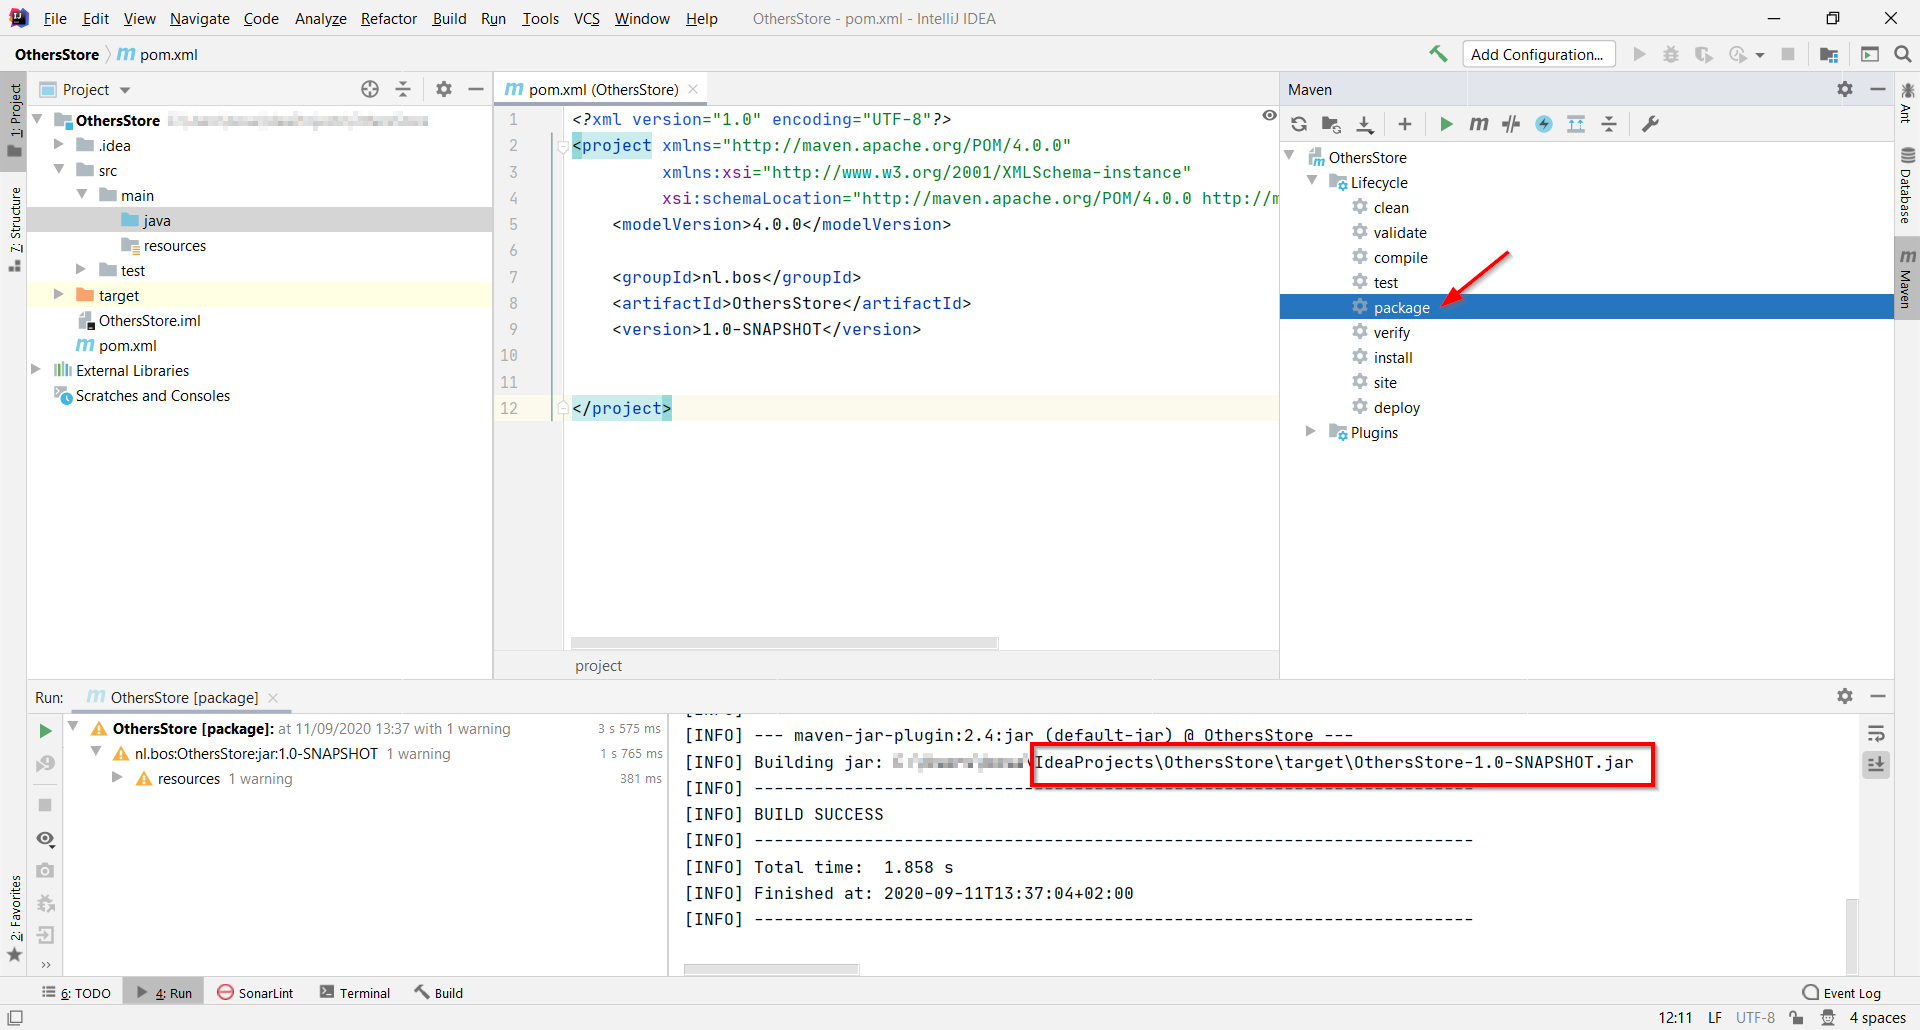 File Edit View Navigate Code Analyze Refactor Build Run Tools VCS Window Help OthersStore - pom.xml - IntelliJ IDEA
OthersStore m pom.xml
Add Configuration...
1: Project
7: Structure
2: Favorites
Project
OthersStore
.idea
src
main
java
resources
test
target
OthersStore.iml
m pom.xml
External Libraries
Scratches and Consoles
m pom.xml (OthersStore)
1 <?xml version="1.0" encoding="UTF-8"?>
2 <project xmlns="http://maven.apache.org/POM/4.0.0"
3 xmlns:xsi="http://www.w3.org/2001/XMLSchema-instance"
4 xsi:schemaLocation="http://maven.apache.org/POM/4.0.0 http://m
5 <modelVersion>4.0.0</modelVersion>
6
7 <groupId>nl.bos</groupId>
8 <artifactId>OthersStore</artifactId>
9 <version>1.0-SNAPSHOT</version>
10
11
12 </project>
project
Maven
m
OthersStore
Lifecycle
clean
validate
compile
test
package
verify
install
site
deploy
Plugins
Ant
Database
m Maven
Run: m OthersStore [package]
OthersStore [package]: at 11/09/2020 13:37 with 1 warning 3 s 575 ms
nl.bos:OthersStore:jar:1.0-SNAPSHOT 1 warning 1 s 765 ms
resources 1 warning 381 ms
[INFO]
[INFO] --- maven-jar-plugin:2.4:jar (default-jar) @ OthersStore ---
[INFO] Building jar: \IdeaProjects\OthersStore\target\OthersStore-1.0-SNAPSHOT.jar
[INFO] ------------------------------------------------------------------------
[INFO] BUILD SUCCESS
[INFO] ------------------------------------------------------------------------
[INFO] Total time:  1.858 s
[INFO] Finished at: 2020-09-11T13:37:04+02:00
[INFO] ------------------------------------------------------------------------
6: TODO 4: Run SonarLint Terminal Build Event Log
12:11 LF UTF-8 4 spaces